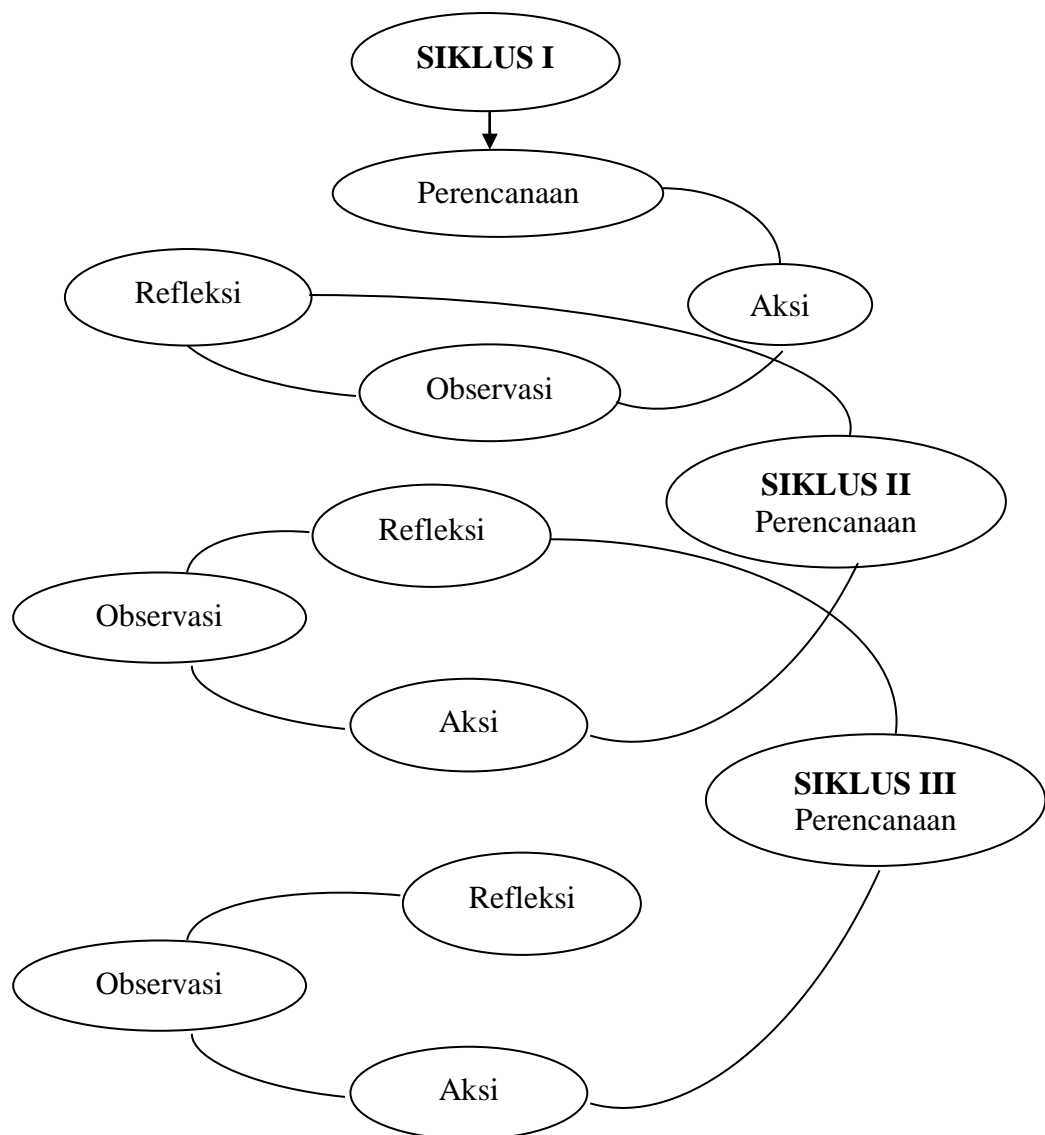 SIKLUS I
Perencanaan
Refleksi
Aksi
Observasi
SIKLUS II
Perencanaan
Refleksi
Observasi
Aksi
SIKLUS III
Perencanaan
Refleksi
Observasi
Aksi